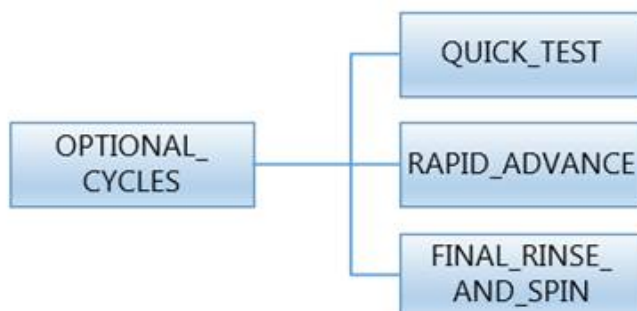 QUICK_TEST
OPTIONAL_
CYCLES
RAPID_ADVANCE
FINAL_RINSE_
AND_SPIN